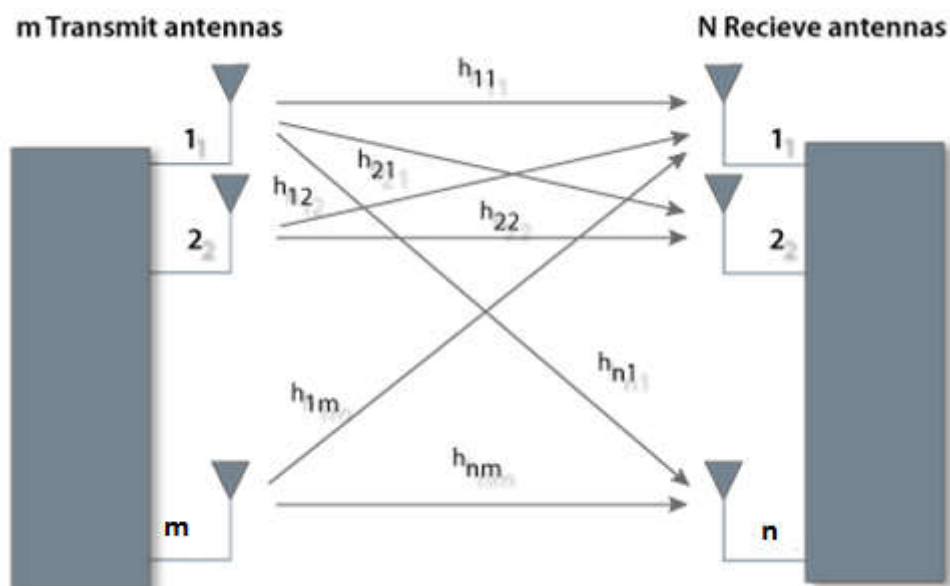 m Transmit antennas
N Recieve antennas
h11
1
1
h21
h12
h22
2
2
hn1
h1m
hnm
m
n